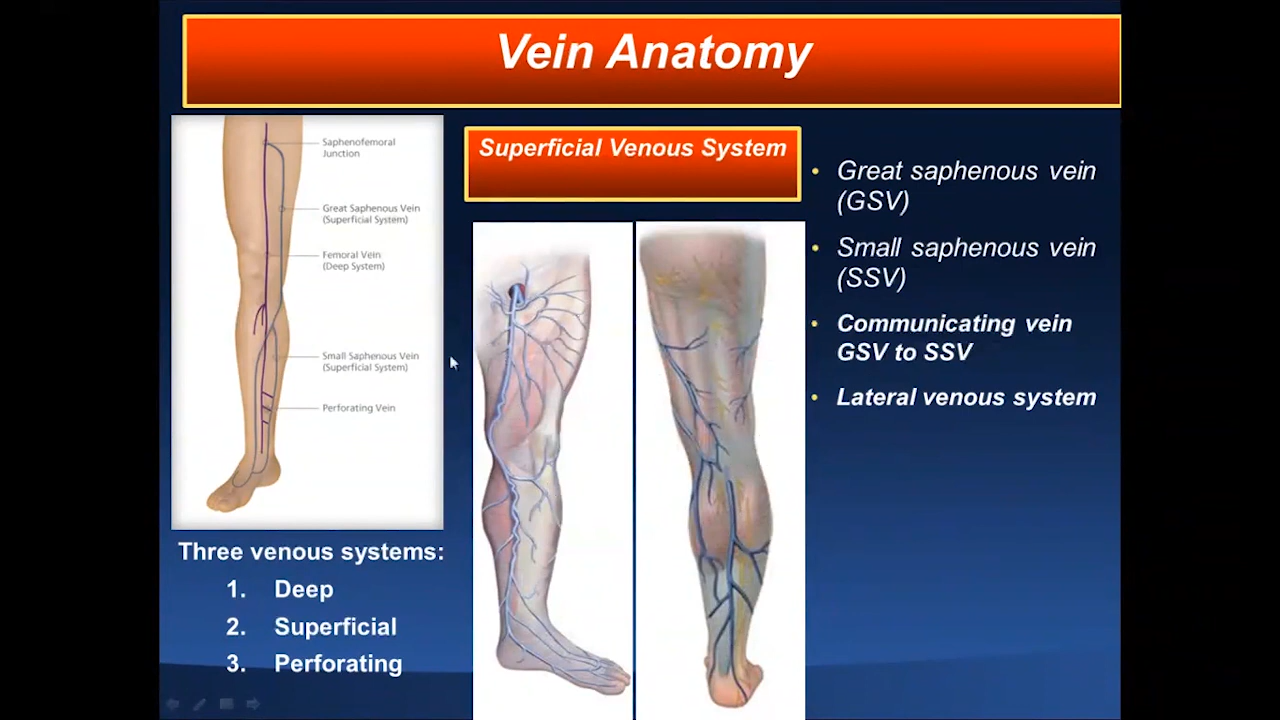 Vein Anatomy
Saphenofemoral
Junction
Great Saphenous Vein
(Superficial System)
Femoral Vein
(Deep System)
Small Saphenous Vein
(Superficial System)
Perforating Vein
Three venous systems:
1. Deep
2. Superficial
3. Perforating
Superficial Venous System
• Great saphenous vein
(GSV)
• Small saphenous vein
(SSV)
• Communicating vein
GSV to SSV
• Lateral venous system